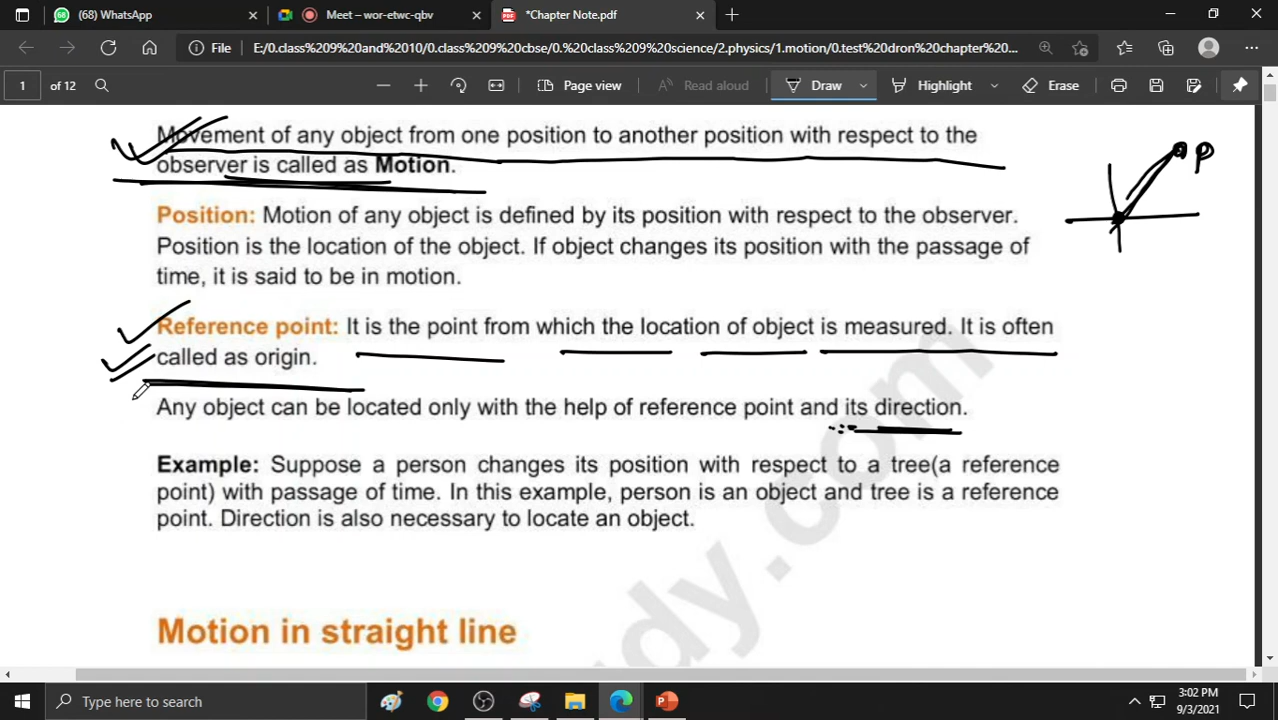 (68) WhatsApp
Meet – wor-etwc-qbv
*Chapter Note.pdf
File
E:/0.class%209%20and%2010/0.class%209%20cbse/0.%20class%209%20science/2.physics/1.motion/0.test%20dron%20chapter%20...
1 of 12
Page view
Read aloud
Draw
Highlight
Erase
Movement of any object from one position to another position with respect to the
observer is called as Motion.
P
Position: Motion of any object is defined by its position with respect to the observer.
Position is the location of the object. If object changes its position with the passage of
time, it is said to be in motion.
Reference point: It is the point from which the location of object is measured. It is often
called as origin.
Any object can be located only with the help of reference point and its direction.
Example: Suppose a person changes its position with respect to a tree(a reference
point) with passage of time. In this example, person is an object and tree is a reference
point. Direction is also necessary to locate an object.
Motion in straight line
Type here to search
3:02 PM
9/3/2021